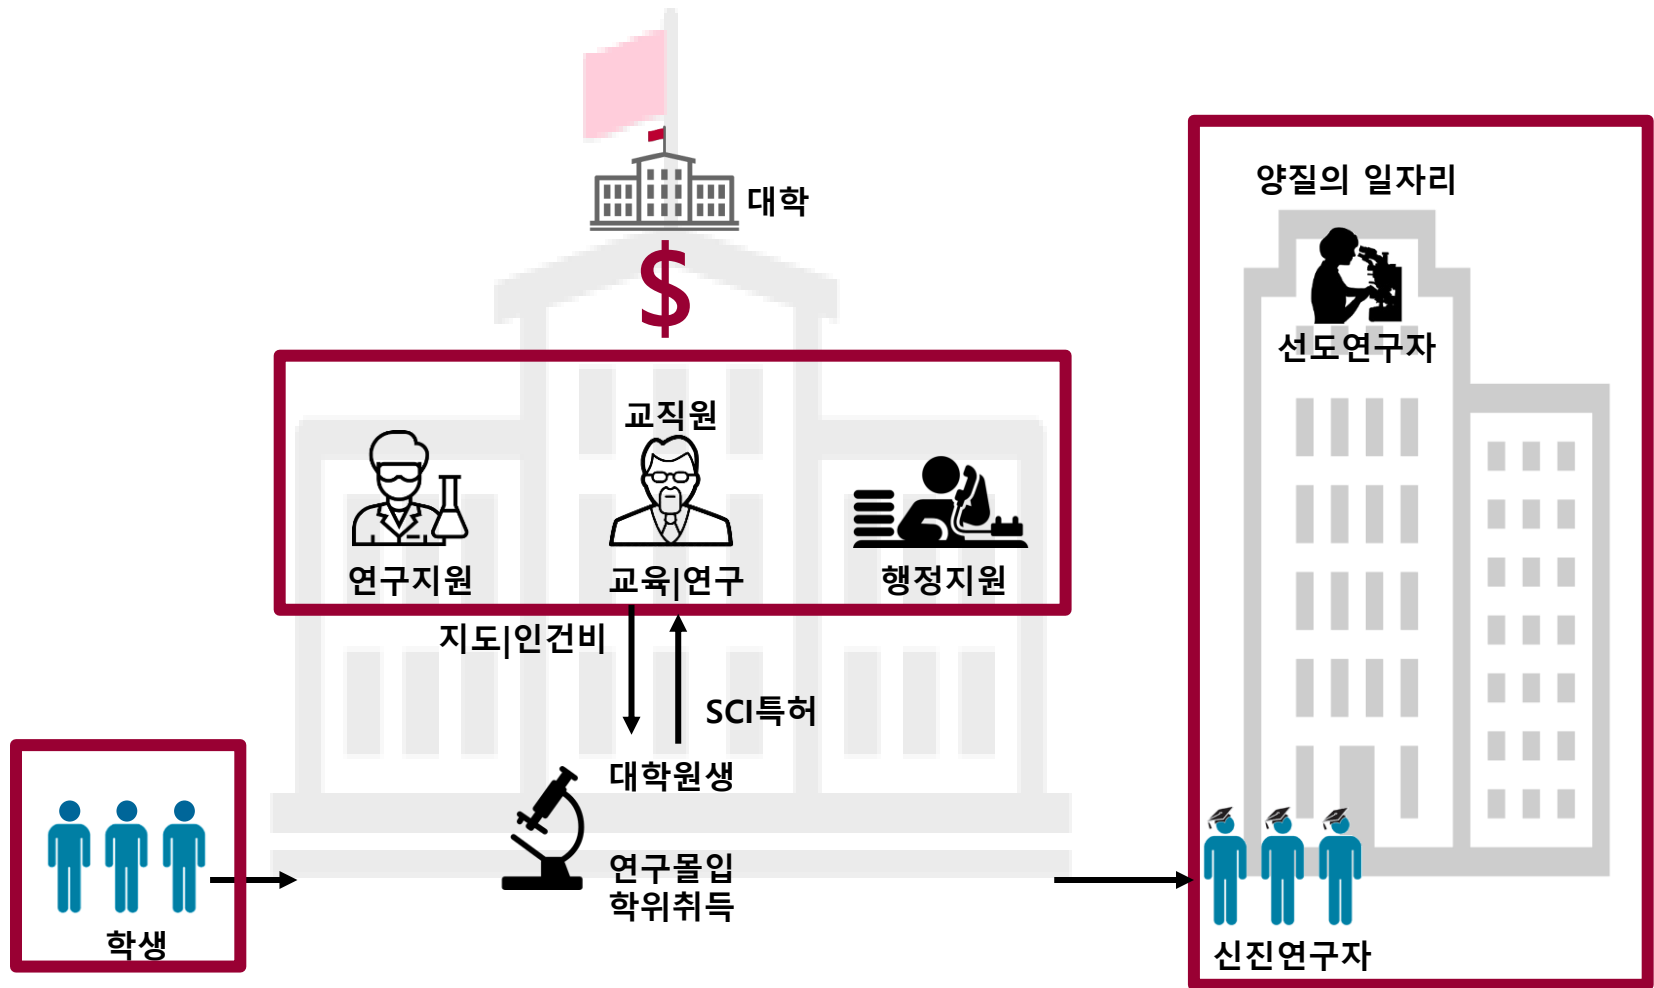 대학
$
양질의 일자리
선도연구자
교직원
연구지원
교육|연구
행정지원
지도|인건비
SCI특허
대학원생
연구몰입
학위취득
학생
신진연구자